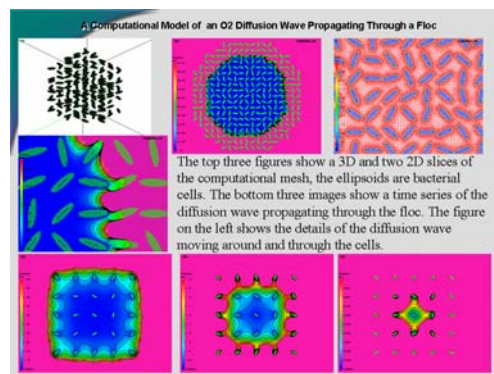 A Computational Model of an O2 Diffusion Wave Propagating Through a Floc
The top three figures show a 3D and two 2D slices of
the computational mesh, the ellipsoids are bacterial
cells. The bottom three images show a time series of the
diffusion wave propagating through the floc. The figure
on the left shows the details of the diffusion wave
moving around and through the cells.